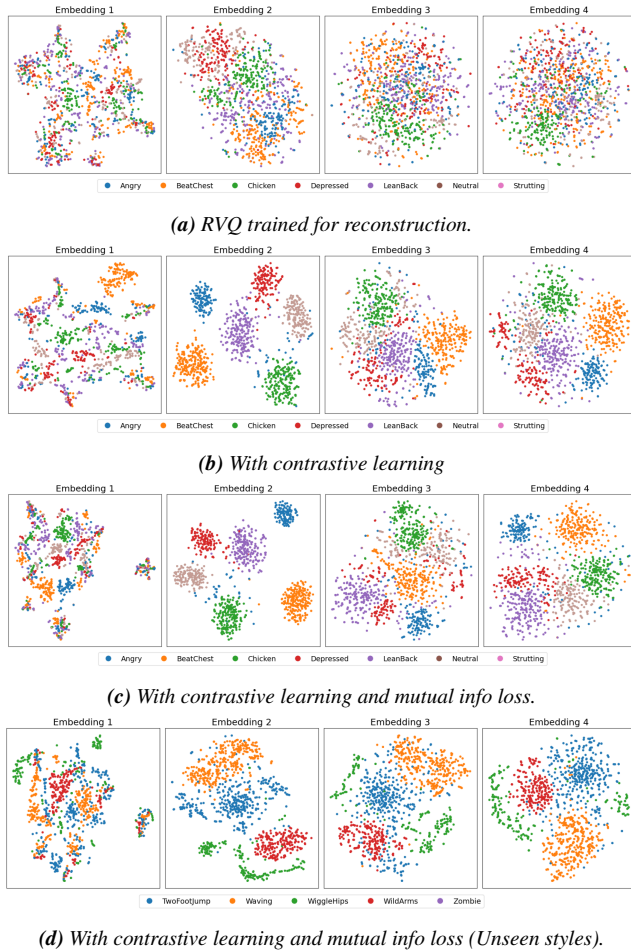 Embedding 1 Embedding 2 Embedding 3 Embedding 4
Angry BeatChest Chicken Depressed LeanBack Neutral Strutting
(a) RVQ trained for reconstruction.
Embedding 1 Embedding 2 Embedding 3 Embedding 4
Angry BeatChest Chicken Depressed LeanBack Neutral Strutting
(b) With contrastive learning
Embedding 1 Embedding 2 Embedding 3 Embedding 4
Angry BeatChest Chicken Depressed LeanBack Neutral Strutting
(c) With contrastive learning and mutual info loss.
Embedding 1 Embedding 2 Embedding 3 Embedding 4
TwoFootJump Waving WiggleHips WildArms Zombie
(d) With contrastive learning and mutual info loss (Unseen styles).